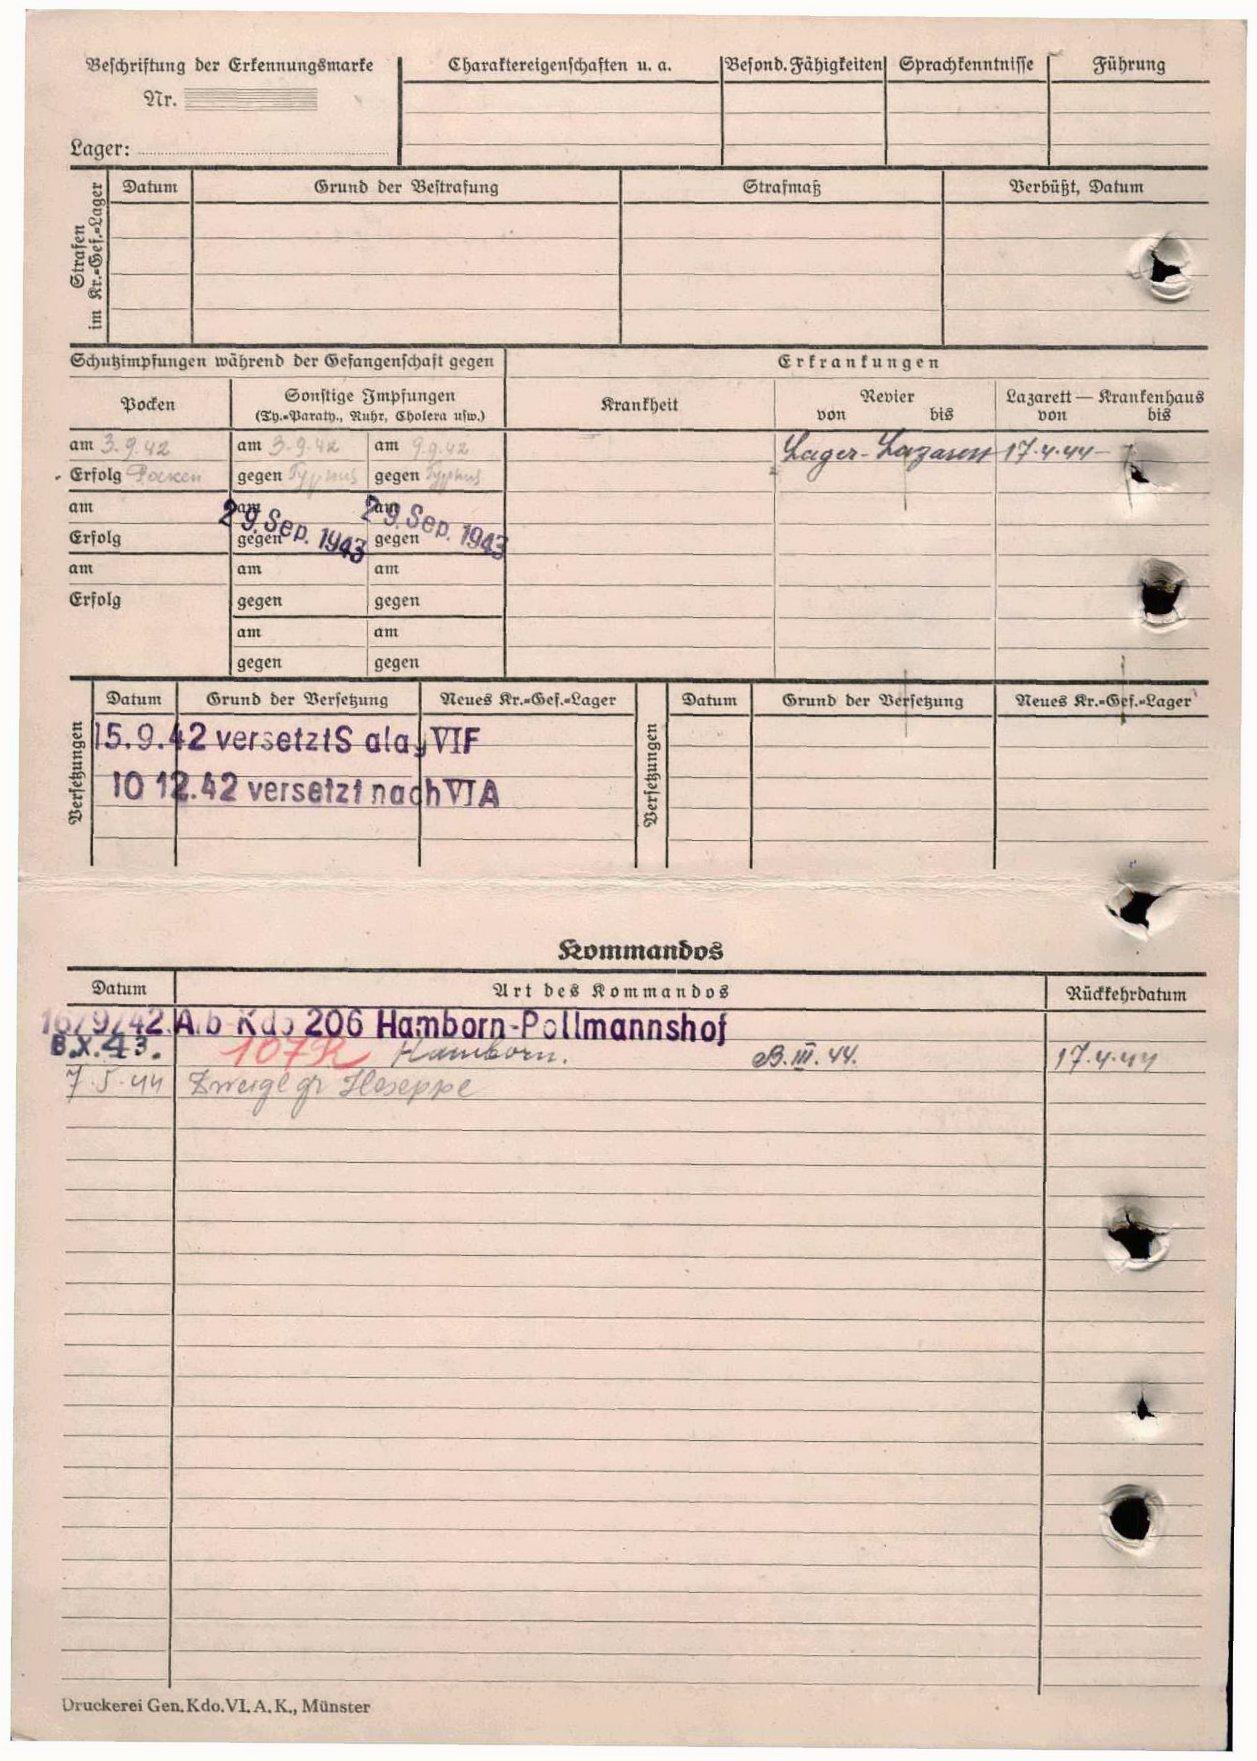 Beschriftung der Erkennungsmarke
Nr.
Lager:
Charaktereigenschaften u. a.
Besond. Fähigkeiten
Sprachkenntnisse
Führung
Strafen
im Kr.=Gef.=Lager
Datum
Grund der Bestrafung
Strafmaß
Verbüßt, Datum
Schutzimpfungen während der Gefangenschaft gegen
Erkrankungen
Pocken
Sonstige Impfungen
(Ty.=Paraty., Ruhr, Cholera usw.)
Krankheit
Revier
von bis
Lazarett — Krankenhaus
von bis
am 3.9.42 am 3.9.42 am 9.9.42
Lager-Lazarett 17.4.44-
Erfolg Pocken gegen Typhus gegen Typhus
am am am
29. Sep. 1943 29. Sep. 1943
Erfolg gegen gegen
am am am
Erfolg gegen gegen
am am
gegen gegen
Versetzungen
Datum Grund der Versetzung Neues Kr.=Gef.=Lager
15.9.42 versetzt S ala VI F
10 12.42 versetzt nach VI A
Versetzungen
Datum Grund der Versetzung Neues Kr.=Gef.=Lager
Kommandos
Datum Art des Kommandos Rückkehrdatum
16/9/42. Arb Kdo 206 Hamborn-Pollmannshof
8.X.43. 107R Hamborn. B.III.44. 17.4.44
7.5.44 Zweiglgr Heseppe
Druckerei Gen. Kdo. VI. A. K., Münster